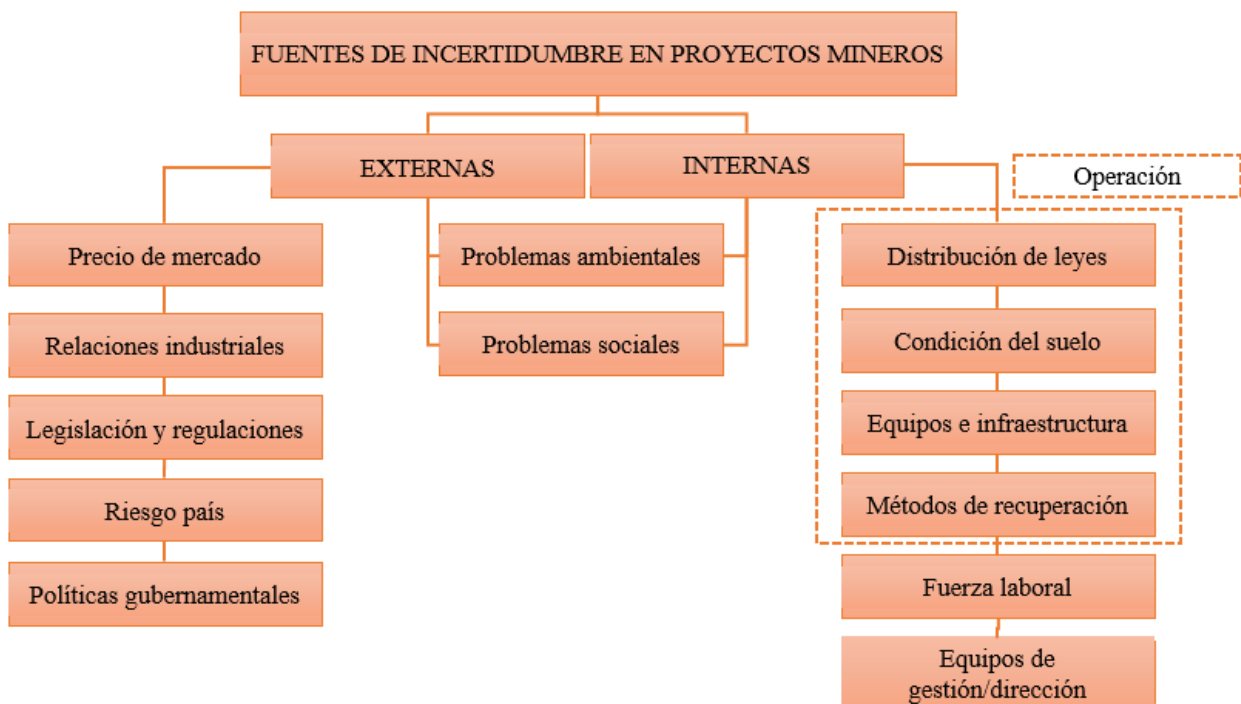 FUENTES DE INCERTIDUMBRE EN PROYECTOS MINEROS
EXTERNAS
INTERNAS
Operación
Precio de mercado
Relaciones industriales
Legislación y regulaciones
Riesgo país
Políticas gubernamentales
Problemas ambientales
Problemas sociales
Distribución de leyes
Condición del suelo
Equipos e infraestructura
Métodos de recuperación
Fuerza laboral
Equipos de
gestión/dirección